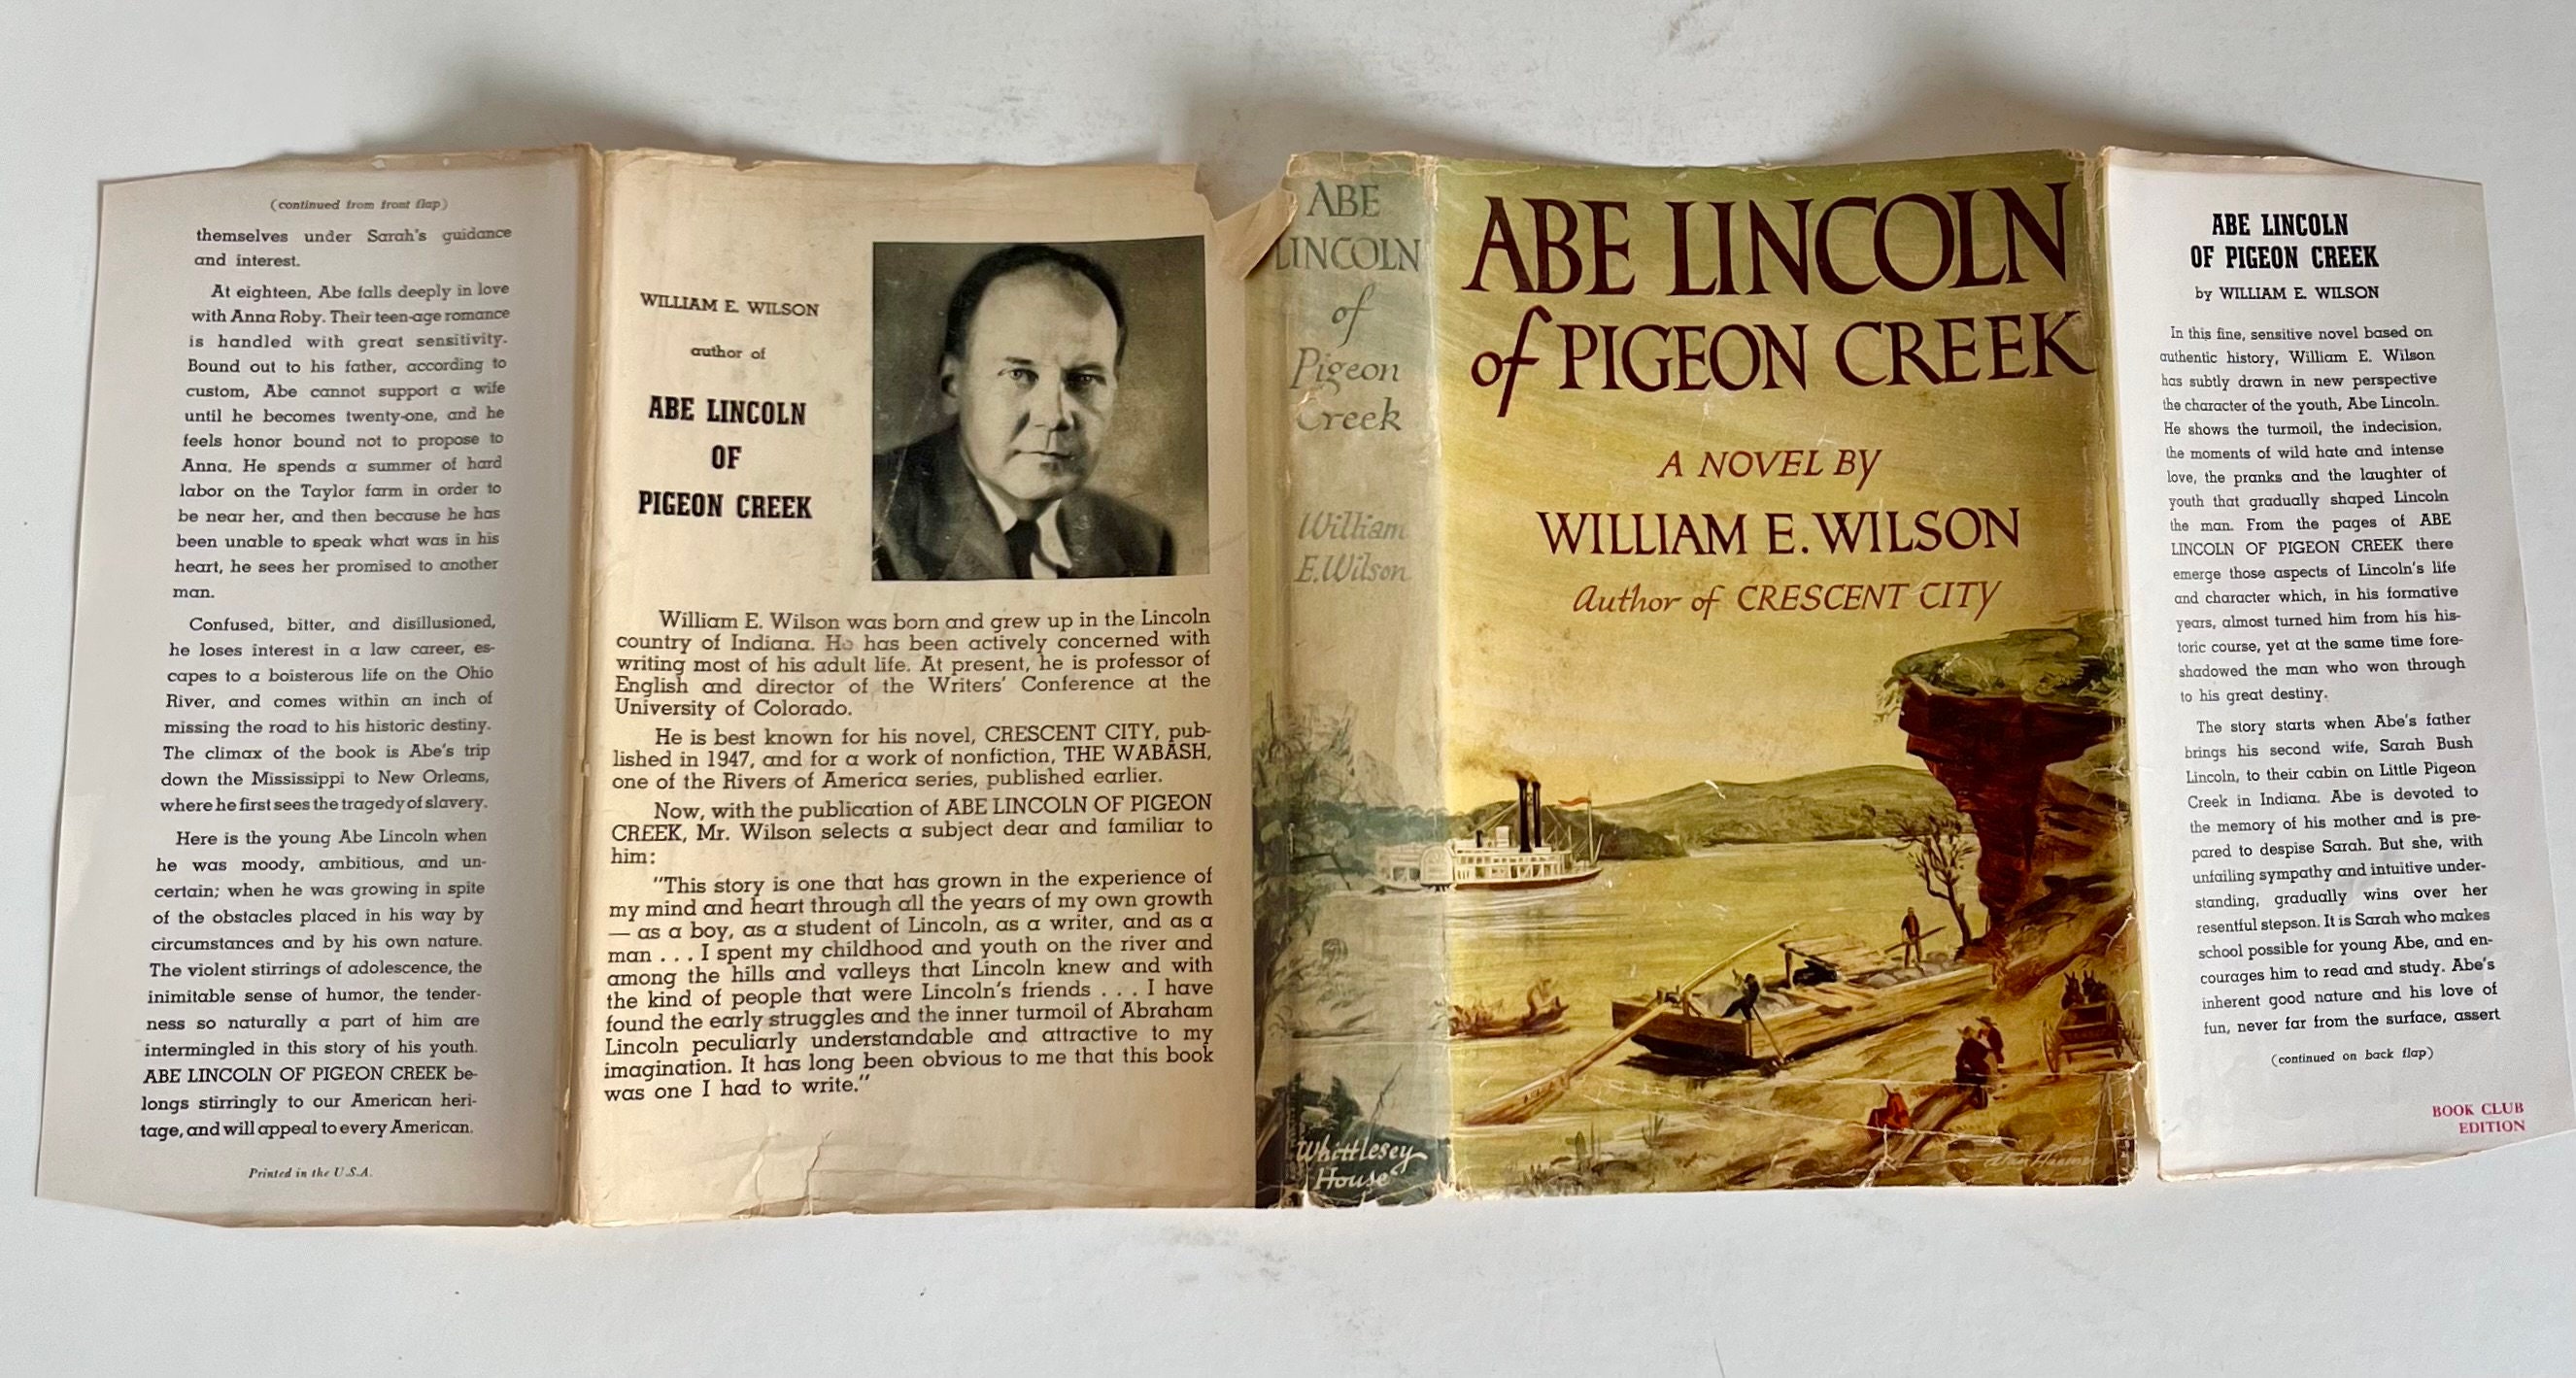 (continued from front flap)
themselves under Sarah's guidance
and interest.
At eighteen, Abe falls deeply in love
with Anna Roby. Their teen-age romance
is handled with great sensitivity.
Bound out to his father, according to
custom, Abe cannot support a wife
until he becomes twenty-one, and he
feels honor bound not to propose to
Anna. He spends a summer of hard
labor on the Taylor farm in order to
be near her, and then because he has
been unable to speak what was in his
heart, he sees her promised to another
man.
Confused, bitter, and disillusioned,
he loses interest in a law career, es-
capes to a boisterous life on the Ohio
River, and comes within an inch of
missing the road to his historic destiny.
The climax of the book is Abe's trip
down the Mississippi to New Orleans,
where he first sees the tragedy of slavery.
Here is the young Abe Lincoln when
he was moody, ambitious, and un-
certain; when he was growing in spite
of the obstacles placed in his way by
circumstances and by his own nature.
The violent stirrings of adolescence, the
inimitable sense of humor, the tender-
ness so naturally a part of him are
intermingled in this story of his youth.
ABE LINCOLN OF PIGEON CREEK be-
longs stirringly to our American heri-
tage, and will appeal to every American.
Printed in the U.S.A.
WILLIAM E. WILSON
author of
ABE LINCOLN
OF
PIGEON CREEK
William E. Wilson was born and grew up in the Lincoln
country of Indiana. He has been actively concerned with
writing most of his adult life. At present, he is professor of
English and director of the Writers' Conference at the
University of Colorado.
He is best known for his novel, CRESCENT CITY, pub-
lished in 1947, and for a work of nonfiction, THE WABASH,
one of the Rivers of America series, published earlier.
Now, with the publication of ABE LINCOLN OF PIGEON
CREEK, Mr. Wilson selects a subject dear and familiar to
him:
"This story is one that has grown in the experience of
my mind and heart through all the years of my own growth
— as a boy, as a student of Lincoln, as a writer, and as a
man . . . I spent my childhood and youth on the river and
among the hills and valleys that Lincoln knew and with
the kind of people that were Lincoln's friends . . . I have
found the early struggles and the inner turmoil of Abraham
Lincoln peculiarly understandable and attractive to my
imagination. It has long been obvious to me that this book
was one I had to write."
ABE
LINCOLN
of
Pigeon
Creek
William
E. Wilson
Whittlesey
House
ABE LINCOLN
of PIGEON CREEK
A NOVEL BY
WILLIAM E. WILSON
Author of CRESCENT CITY
ABE LINCOLN
OF PIGEON CREEK
by WILLIAM E. WILSON
In this fine, sensitive novel based on
authentic history, William E. Wilson
has subtly drawn in new perspective
the character of the youth, Abe Lincoln.
He shows the turmoil, the indecision,
the moments of wild hate and intense
love, the pranks and the laughter of
youth that gradually shaped Lincoln
the man. From the pages of ABE
LINCOLN OF PIGEON CREEK there
emerge those aspects of Lincoln's life
and character which, in his formative
years, almost turned him from his his-
toric course, yet at the same time fore-
shadowed the man who won through
to his great destiny.
The story starts when Abe's father
brings his second wife, Sarah Bush
Lincoln, to their cabin on Little Pigeon
Creek in Indiana. Abe is devoted to
the memory of his mother and is pre-
pared to despise Sarah. But she, with
unfailing sympathy and intuitive under-
standing, gradually wins over her
resentful stepson. It is Sarah who makes
school possible for young Abe, and en-
courages him to read and study. Abe's
inherent good nature and his love of
fun, never far from the surface, assert
(continued on back flap)
BOOK CLUB
EDITION